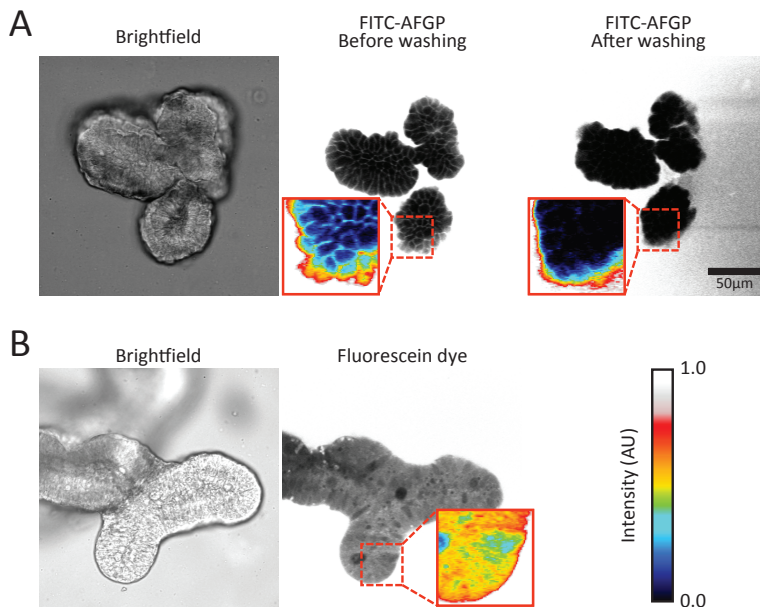 A
Brightfield
FITC-AFGP
Before washing
FITC-AFGP
After washing
50µm
B
Brightfield
Fluorescein dye
1.0
Intensity (AU)
0.0